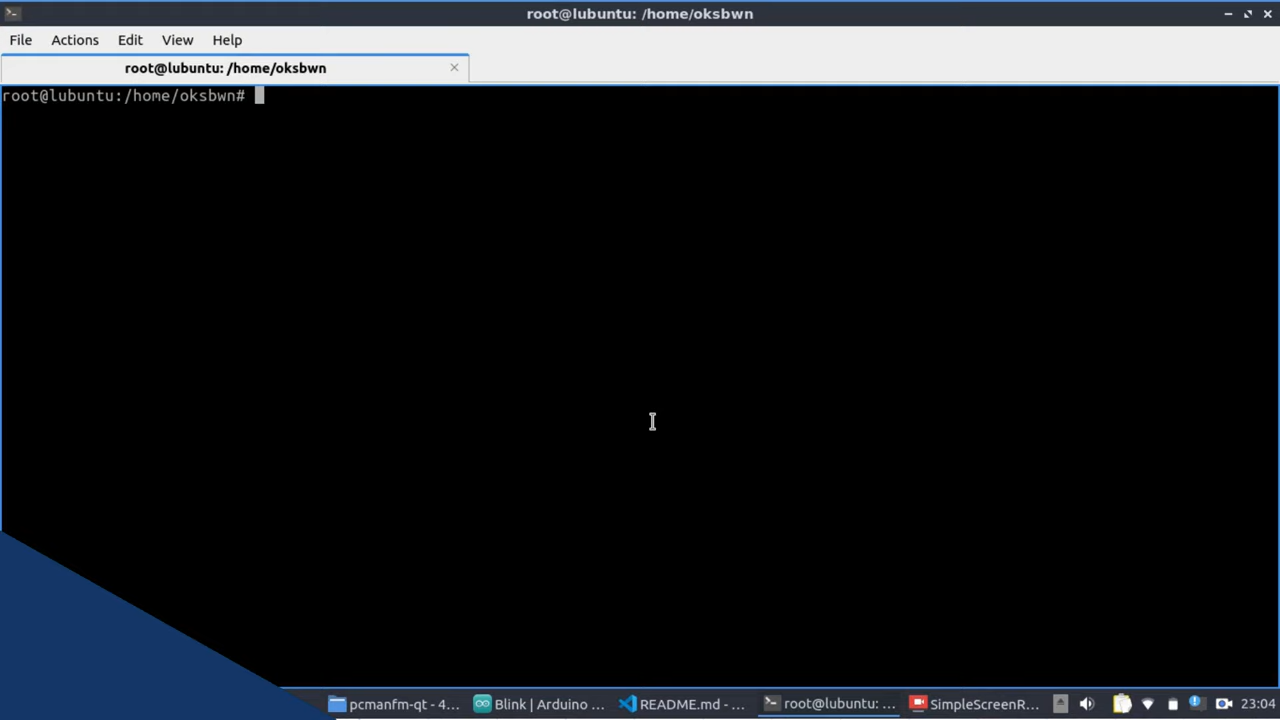 root@lubuntu: /home/oksbwn
File Actions Edit View Help
root@lubuntu: /home/oksbwn
root@lubuntu:/home/oksbwn#
pcmanfm-qt - 4... Blink | Arduino ... README.md - ... root@lubuntu: ... SimpleScreenR... 23:04